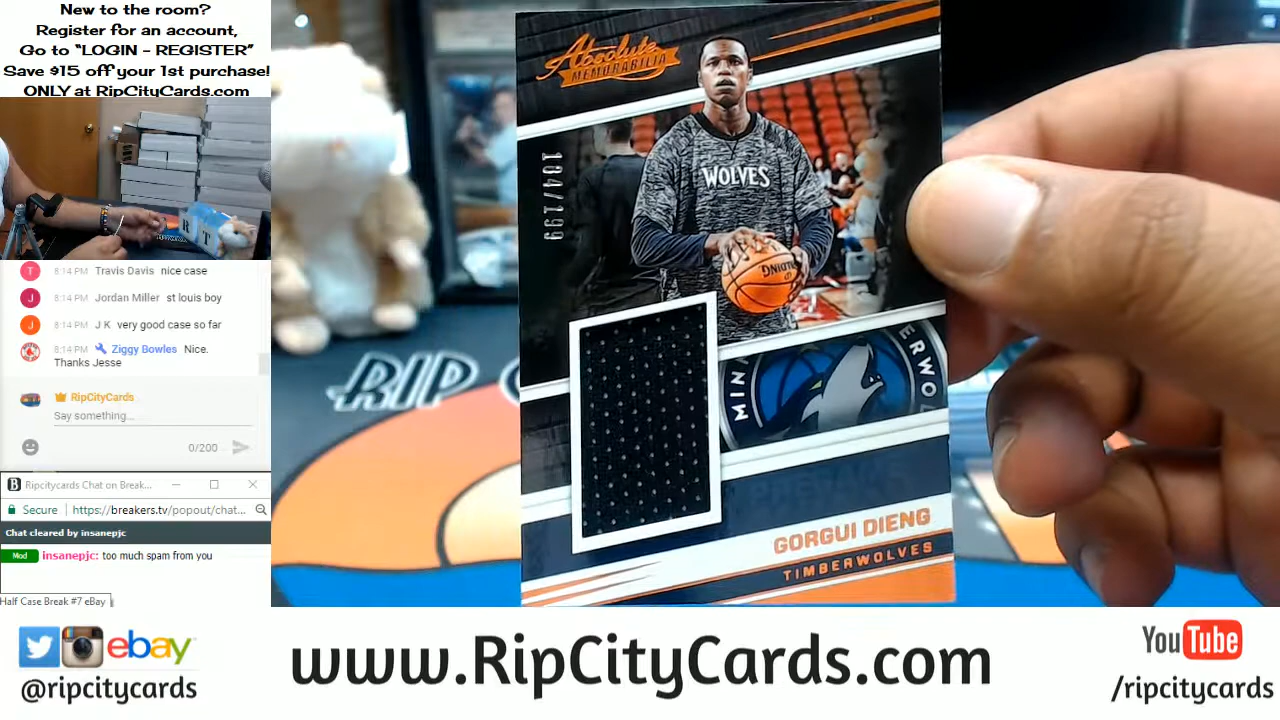 New to the room?
Register for an account,
Go to “LOGIN - REGISTER”
Save $15 off your 1st purchase!
ONLY at RipCityCards.com
R T
T 8:14 PM Travis Davis nice case
J 8:14 PM Jordan Miller st louis boy
J 8:14 PM J K very good case so far
8:14 PM Ziggy Bowles Nice.
Thanks Jesse
RipCityCards
Say something...
0/200
Ripcitycards Chat on Break...
Secure https://breakers.tv/popout/chat...
Chat cleared by insanepjc
Mod insanepjc: too much spam from you
Half Case Break #7 eBay
Absolute
MEMORABILIA
184/199
WOLVES
SPALDING
RIP
GORGUI DIENG
TIMBERWOLVES
ebay
@ripcitycards
www.RipCityCards.com
YouTube
/ripcitycards